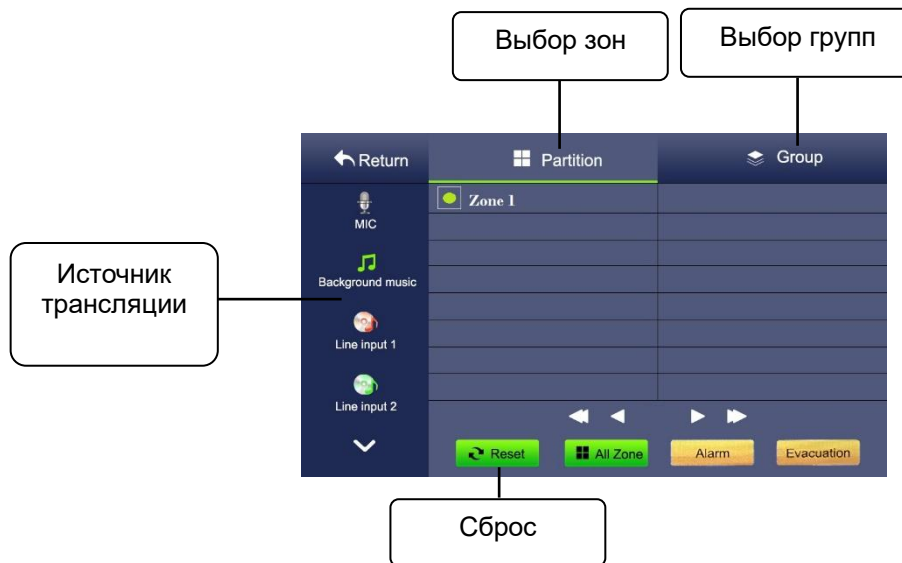 Выбор зон
Выбор групп
Return
Partition
Group
MIC
Zone 1
Источник
трансляции
Background music
Line input 1
Line input 2
Reset
All Zone
Alarm
Evacuation
Сброс